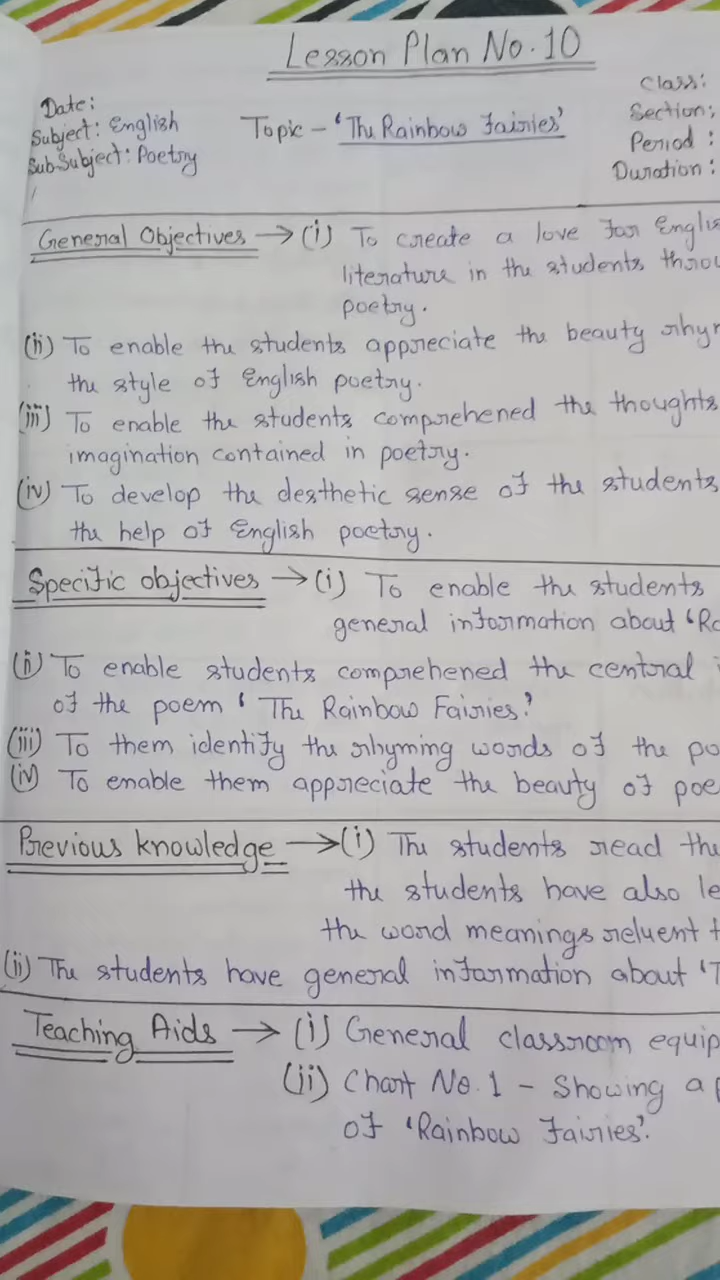 Lesson Plan No. 10
Date:
Subject: English
Sub Subject: Poetry
Topic - 'The Rainbow Fairies'
Class:
Section:
Period :
Duration:
General Objectives → (i) To create a love for Englis
literature in the students throu
poetry.
(ii) To enable the students appreciate the beauty rhy
the style of English poetry.
(iii) To enable the students comprehened the thoughts
imagination contained in poetry.
(iv) To develop the desthetic sense of the students
the help of English poetry.
Specific objectives → (i) To enable the students
general information about 'R
(ii) To enable students comprehened the central i
of the poem ' The Rainbow Fairies.'
(iii) To them identify the rhyming words of the po
(iv) To enable them appreciate the beauty of poe
Previous knowledge → (i) The students read the
the students have also le
the word meanings reluent t
(ii) The students have general information about 'T
Teaching Aids → (i) General classroom equip
(ii) Chart No. 1 - Showing a p
of 'Rainbow Fairies'.